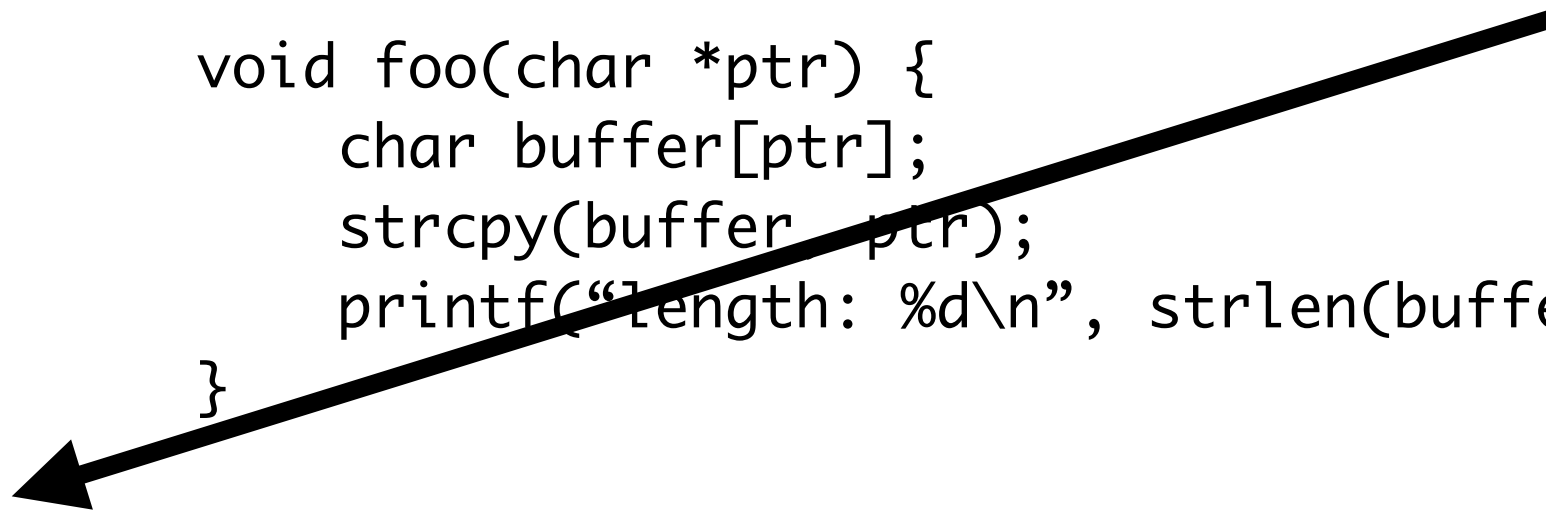 void foo(char *ptr) {
    char buffer[ptr];
    strcpy(buffer, ptr);
    printf(“length: %d\n”, strlen(buffe
}